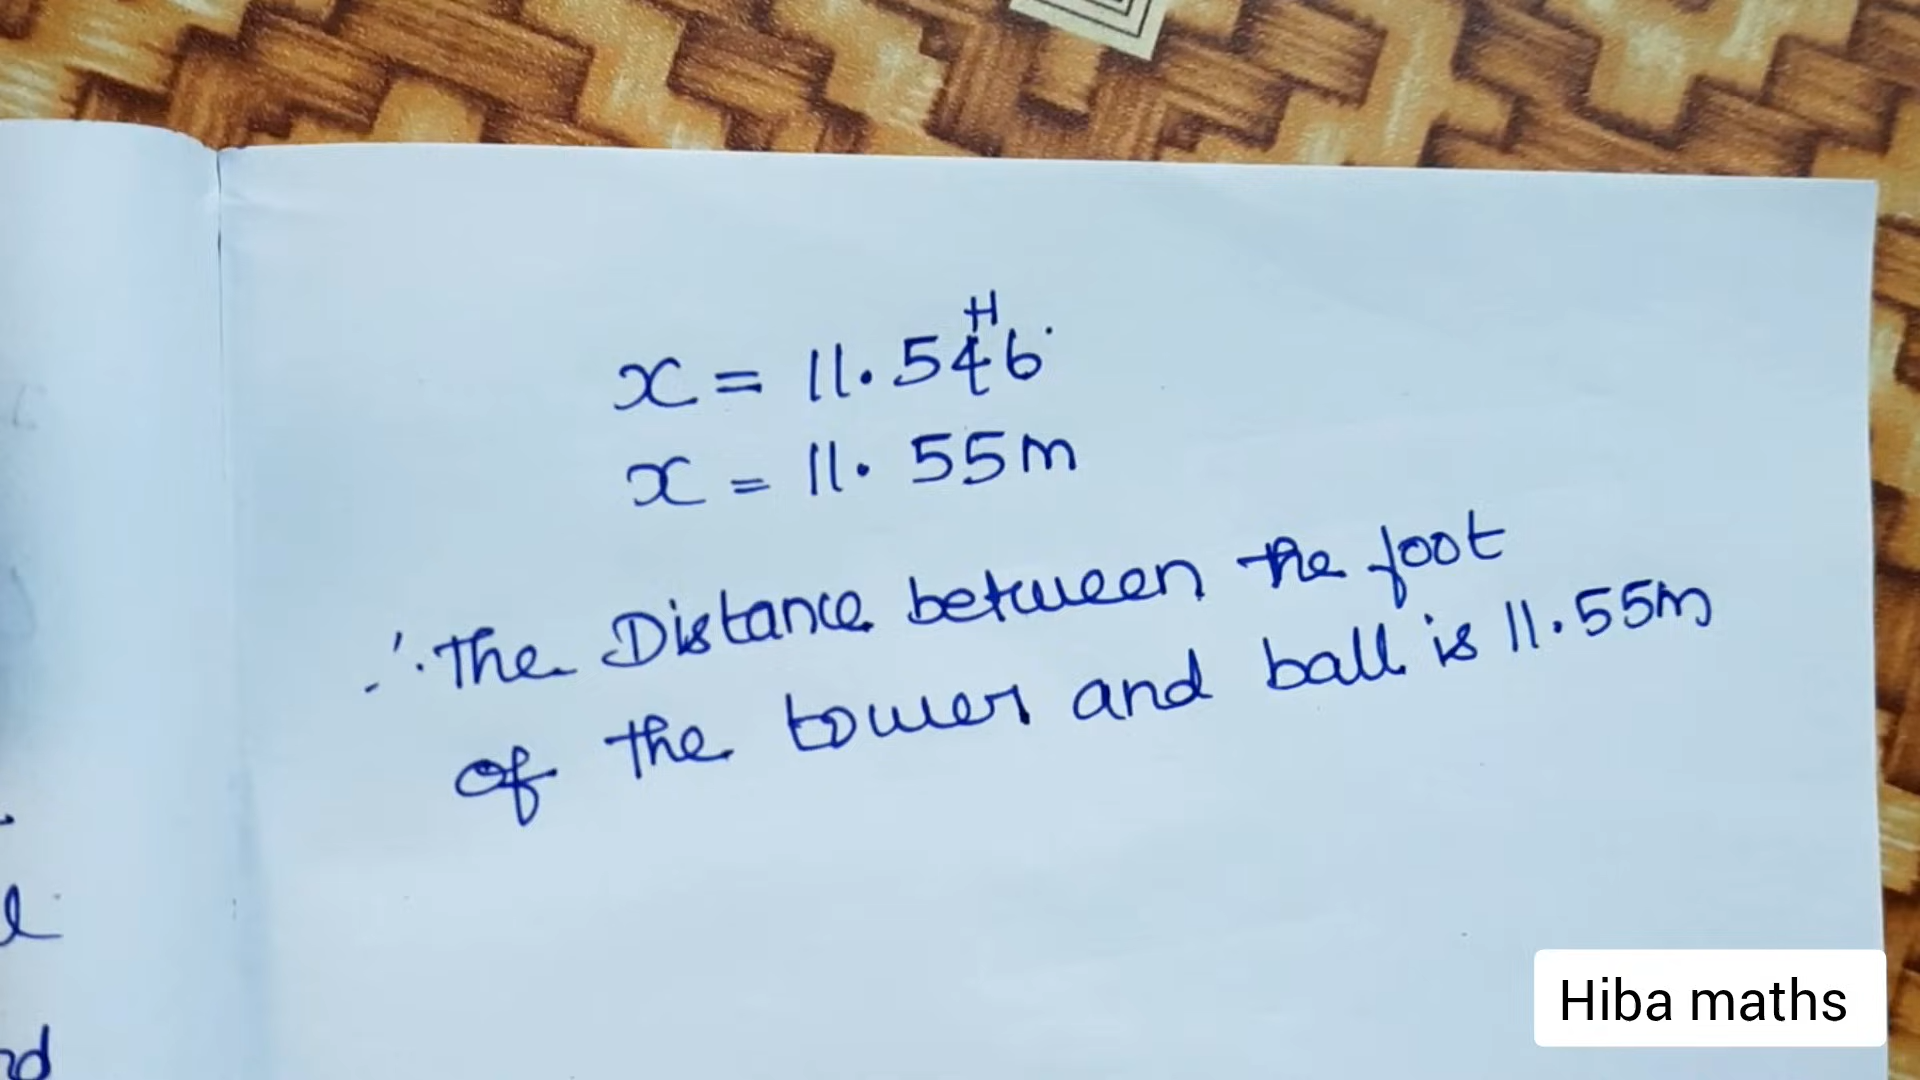 H
x = 11.546
x = 11.55m
∴ The Distance between the foot
of the tower and ball is 11.55m
Hiba maths